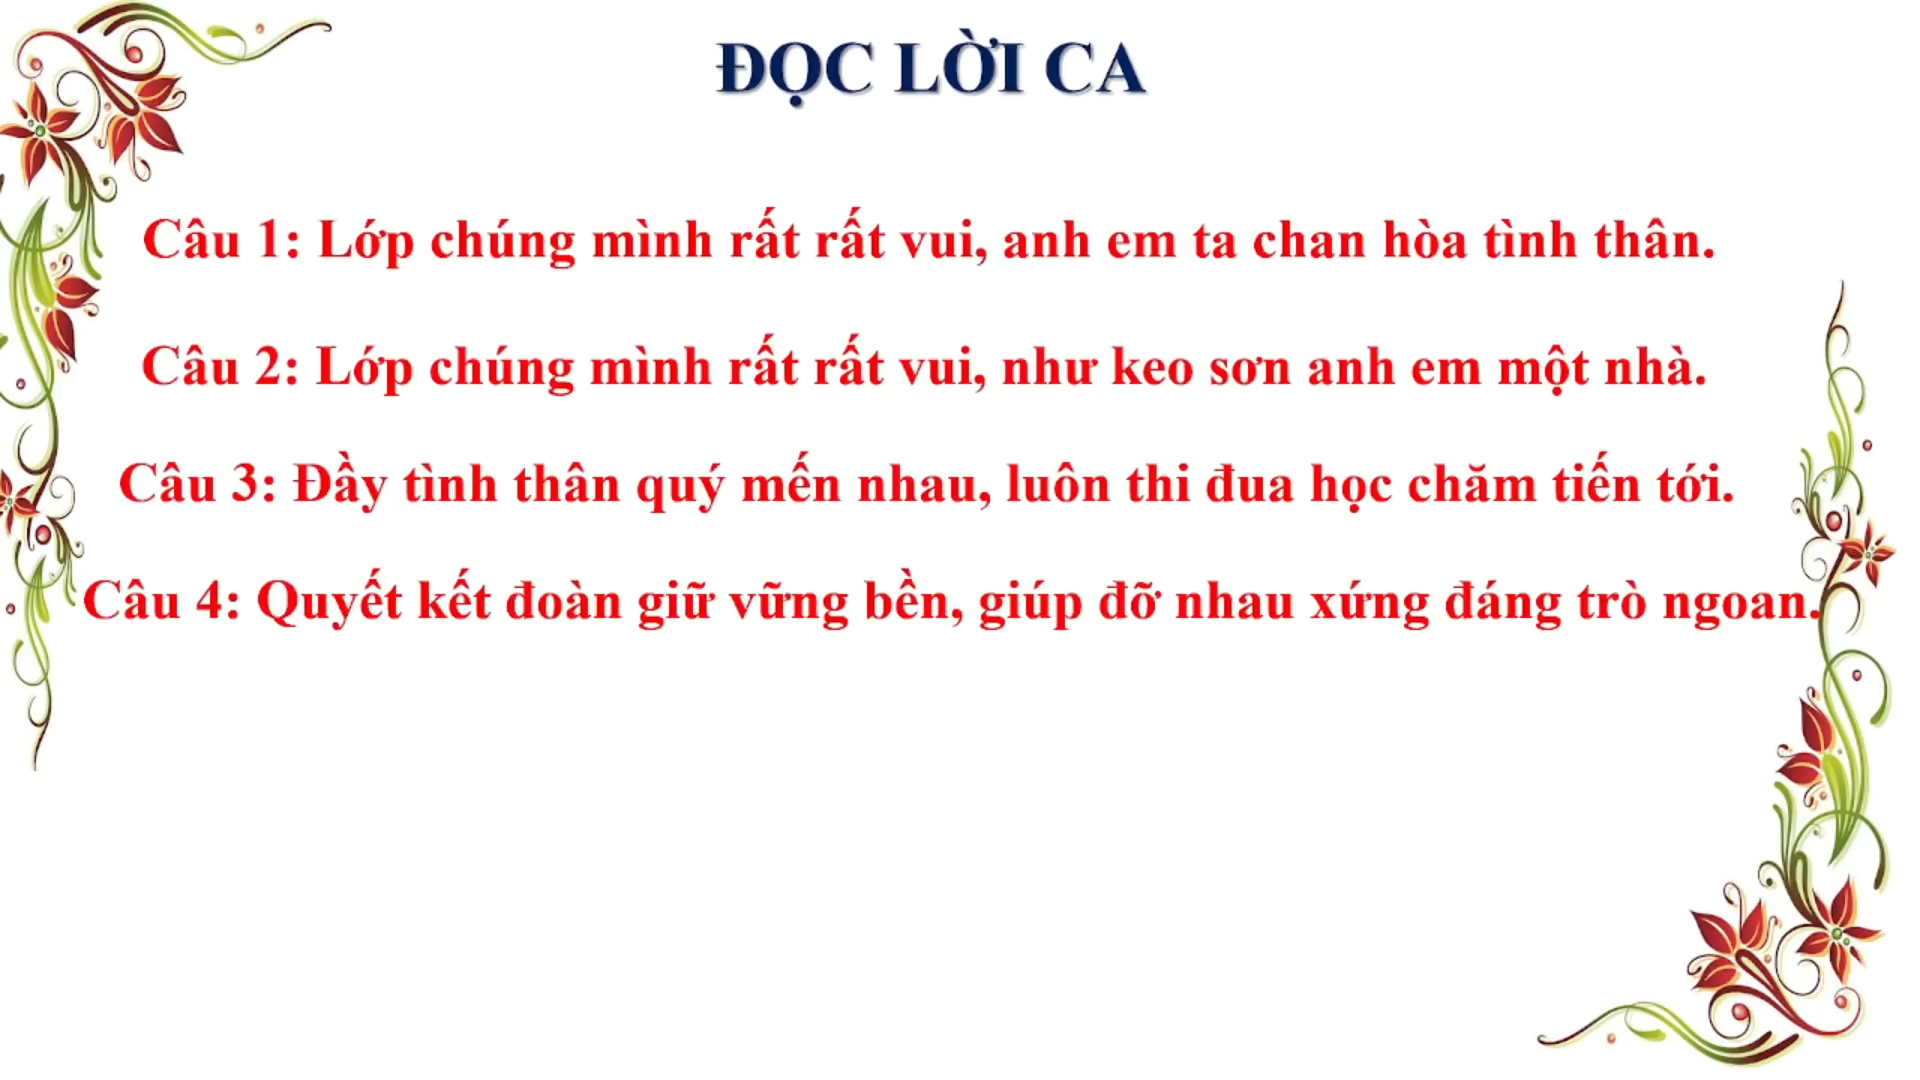 ĐỌC LỜI CA
Câu 1: Lớp chúng mình rất rất vui, anh em ta chan hòa tình thân.
Câu 2: Lớp chúng mình rất rất vui, như keo sơn anh em một nhà.
Câu 3: Đầy tình thân quý mến nhau, luôn thi đua học chăm tiến tới.
Câu 4: Quyết kết đoàn giữ vững bền, giúp đỡ nhau xứng đáng trò ngoan.